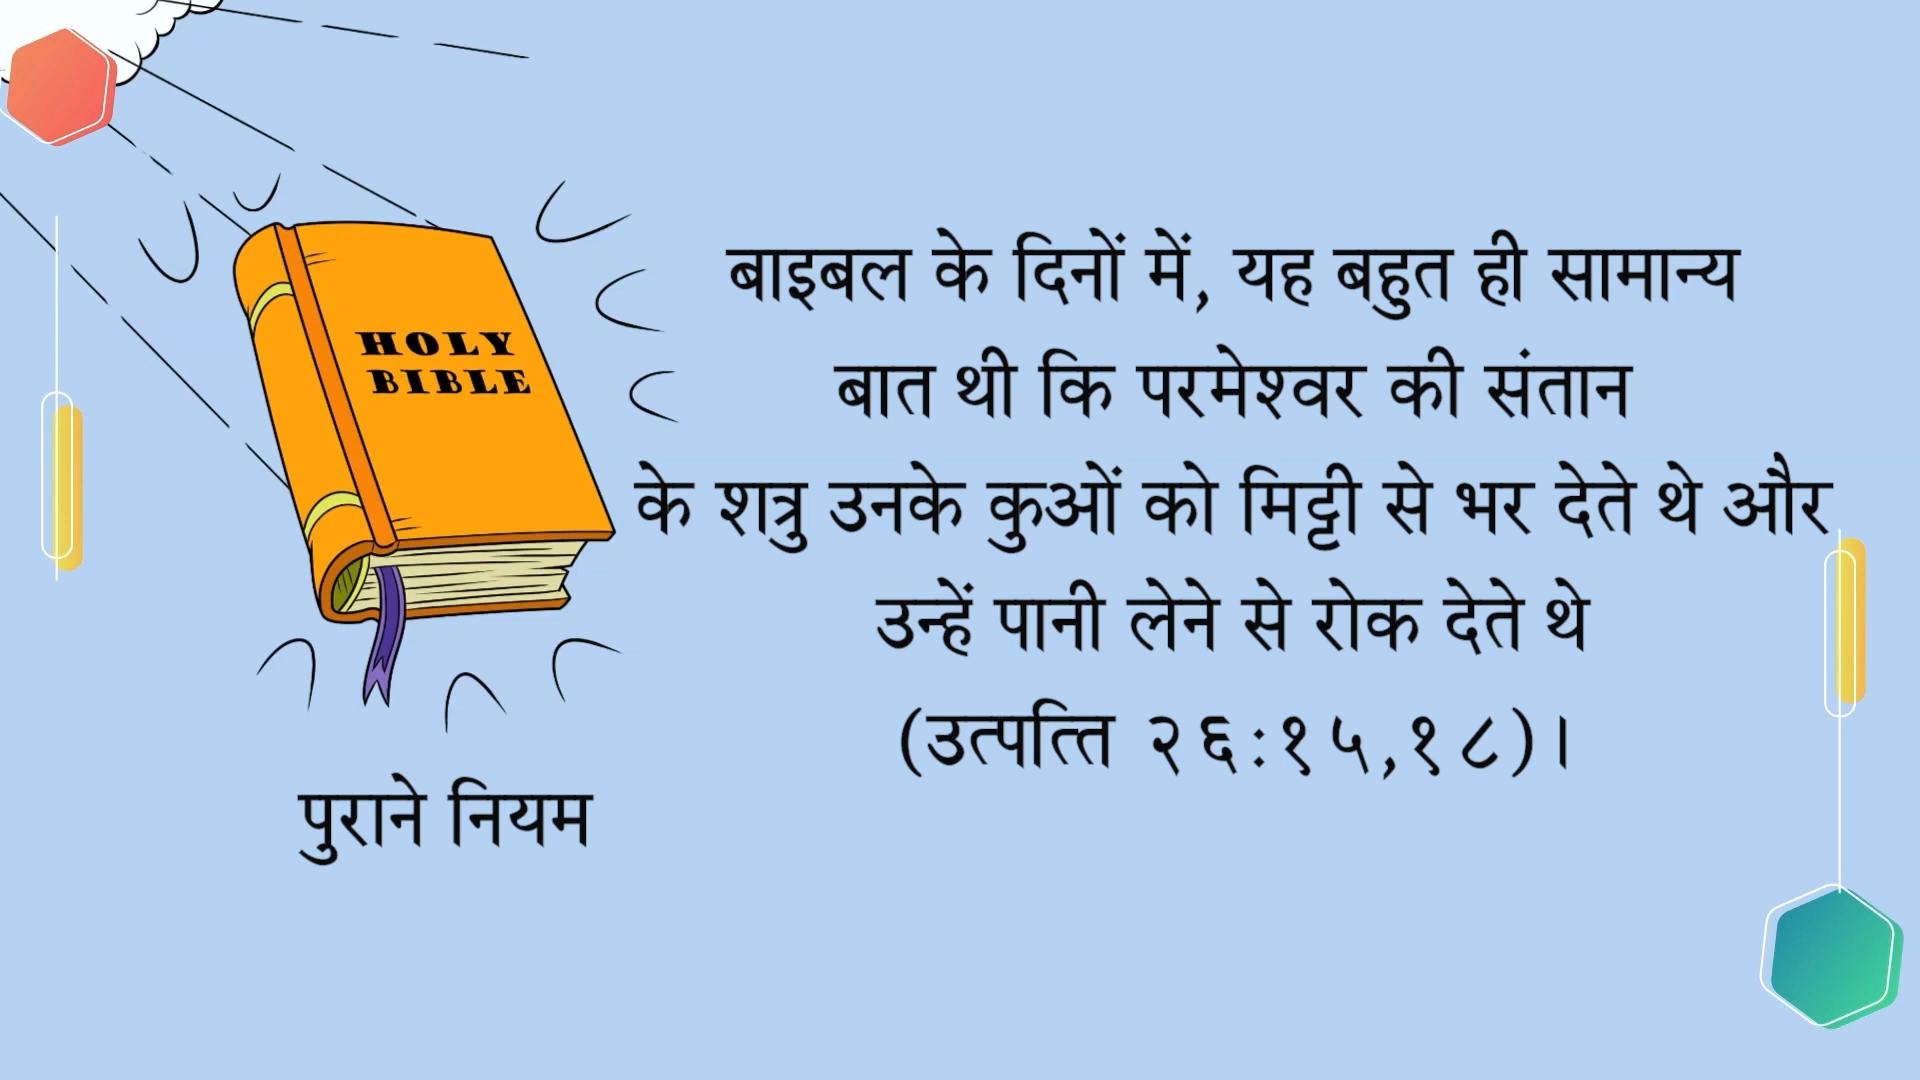 HOLY
BIBLE
पुराने नियम
बाइबल के दिनों में, यह बहुत ही सामान्य
बात थी कि परमेश्वर की संतान
के शत्रु उनके कुओं को मिट्टी से भर देते थे और
उन्हें पानी लेने से रोक देते थे
(उत्पत्ति २६:१५,१८)।